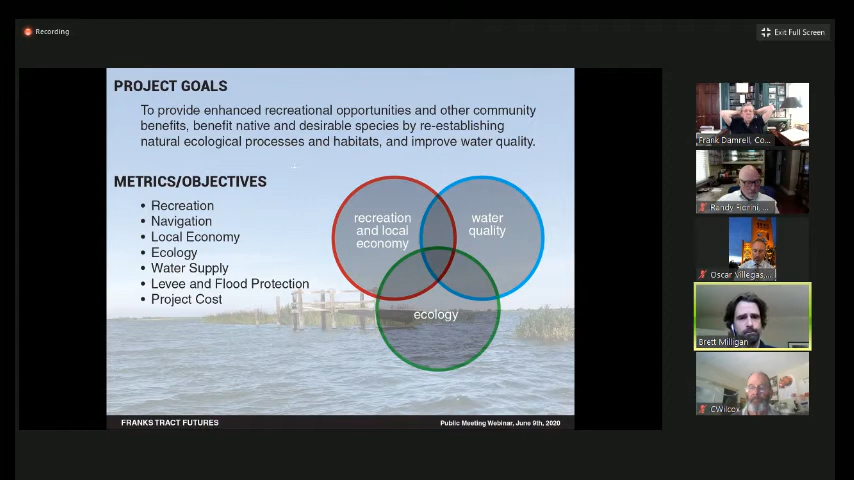 Recording
Exit Full Screen
PROJECT GOALS
To provide enhanced recreational opportunities and other community
benefits, benefit native and desirable species by re-establishing
natural ecological processes and habitats, and improve water quality.
METRICS/OBJECTIVES
• Recreation
• Navigation
• Local Economy
• Ecology
• Water Supply
• Levee and Flood Protection
• Project Cost
recreation
and local
economy
water
quality
ecology
FRANKS TRACT FUTURES
Public Meeting Webinar, June 9th, 2020
Frank Damrell, Co...
Randy Fiorini, ...
Oscar Villegas,...
Brett Milligan
CWilcox